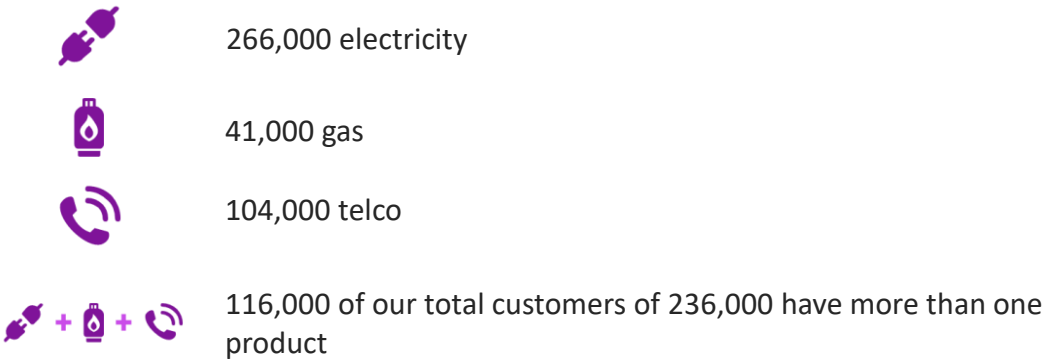 266,000 electricity
41,000 gas
104,000 telco
116,000 of our total customers of 236,000 have more than one
product